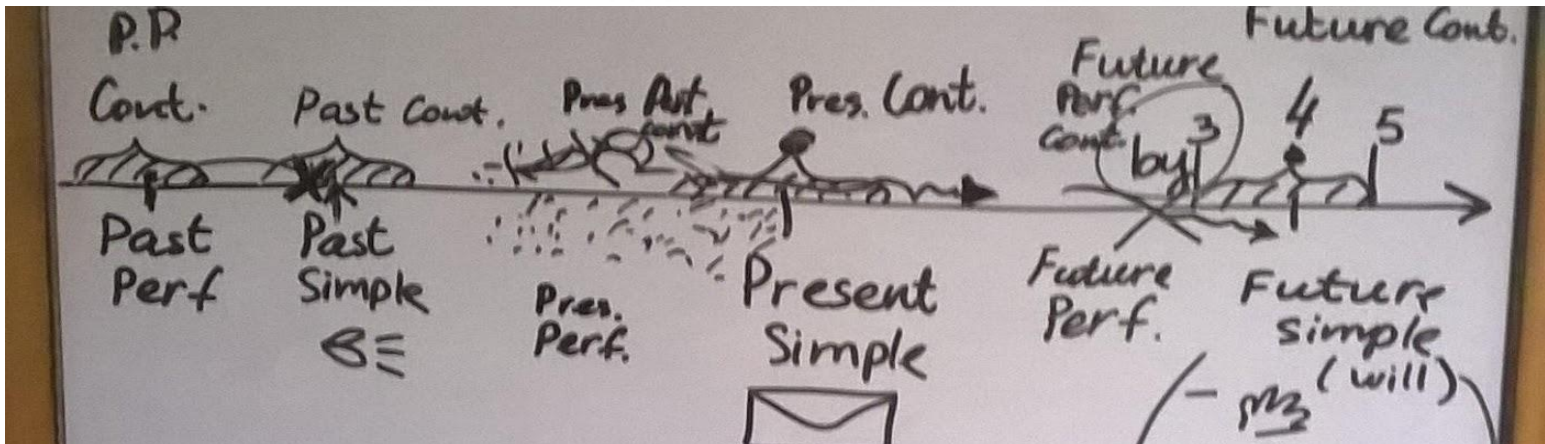 P.P.
Cont.
Past Cont.
Pres.
cont
Pres. Cont.
Future
Perf.
Cont.
Future Cont.
by
3
4
5
Past
Perf
Past
Simple
Pres.
Perf.
Present
Simple
Future
Perf.
Future
Simple
(will)